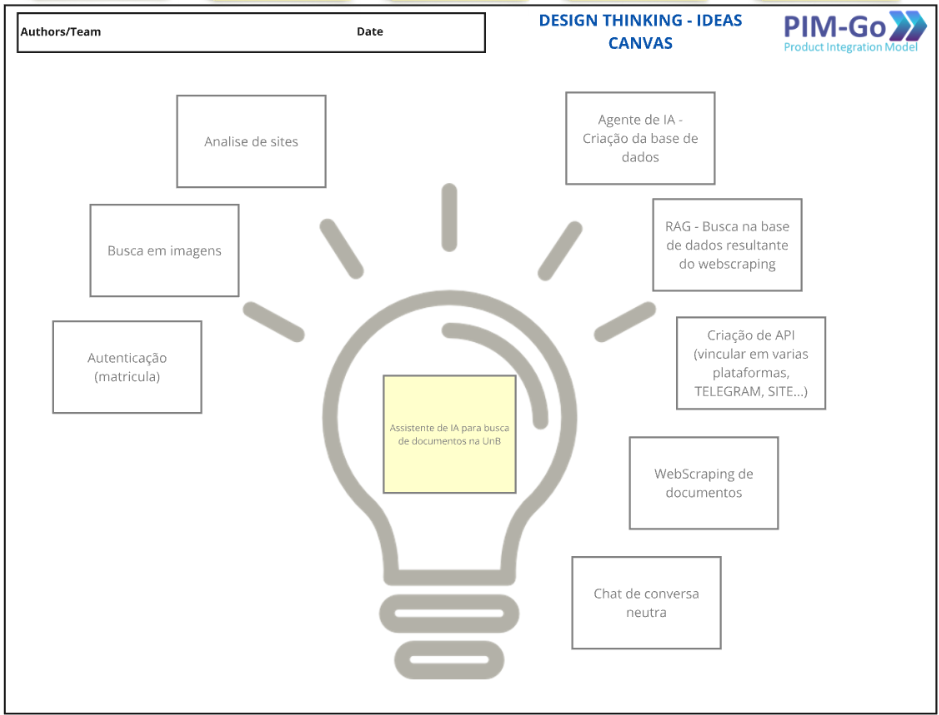 Authors/Team
Date
DESIGN THINKING - IDEAS
CANVAS
PIM-Go
Product Integration Model
Analise de sites
Agente de IA -
Criação da base de
dados
Busca em imagens
RAG - Busca na base
de dados resultante
do webscraping
Autenticação
(matricula)
Criação de API
(vincular em varias
plataformas,
TELEGRAM, SITE...)
Assistente de IA para busca
de documentos na UnB
WebScraping de
documentos
Chat de conversa
neutra